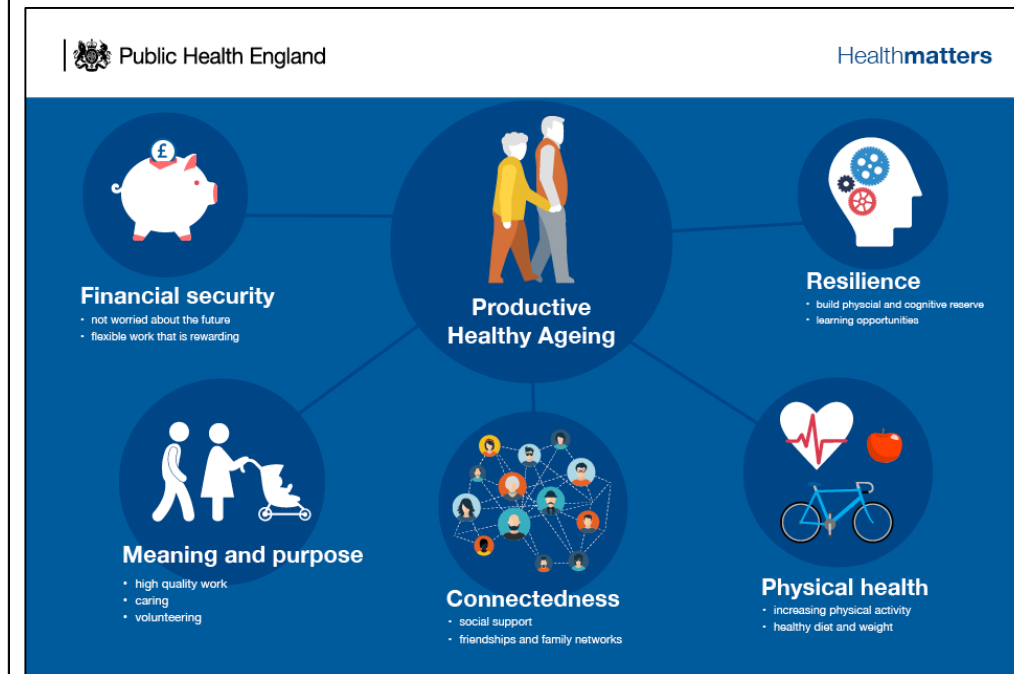 Public Health England
Healthmatters
£
Productive
Healthy Ageing
Financial security
• not worried about the future
• flexible work that is rewarding
Resilience
• build physcial and cognitive reserve
• learning opportunities
Meaning and purpose
• high quality work
• caring
• volunteering
Connectedness
• social support
• friendships and family networks
Physical health
• increasing physical activity
• healthy diet and weight